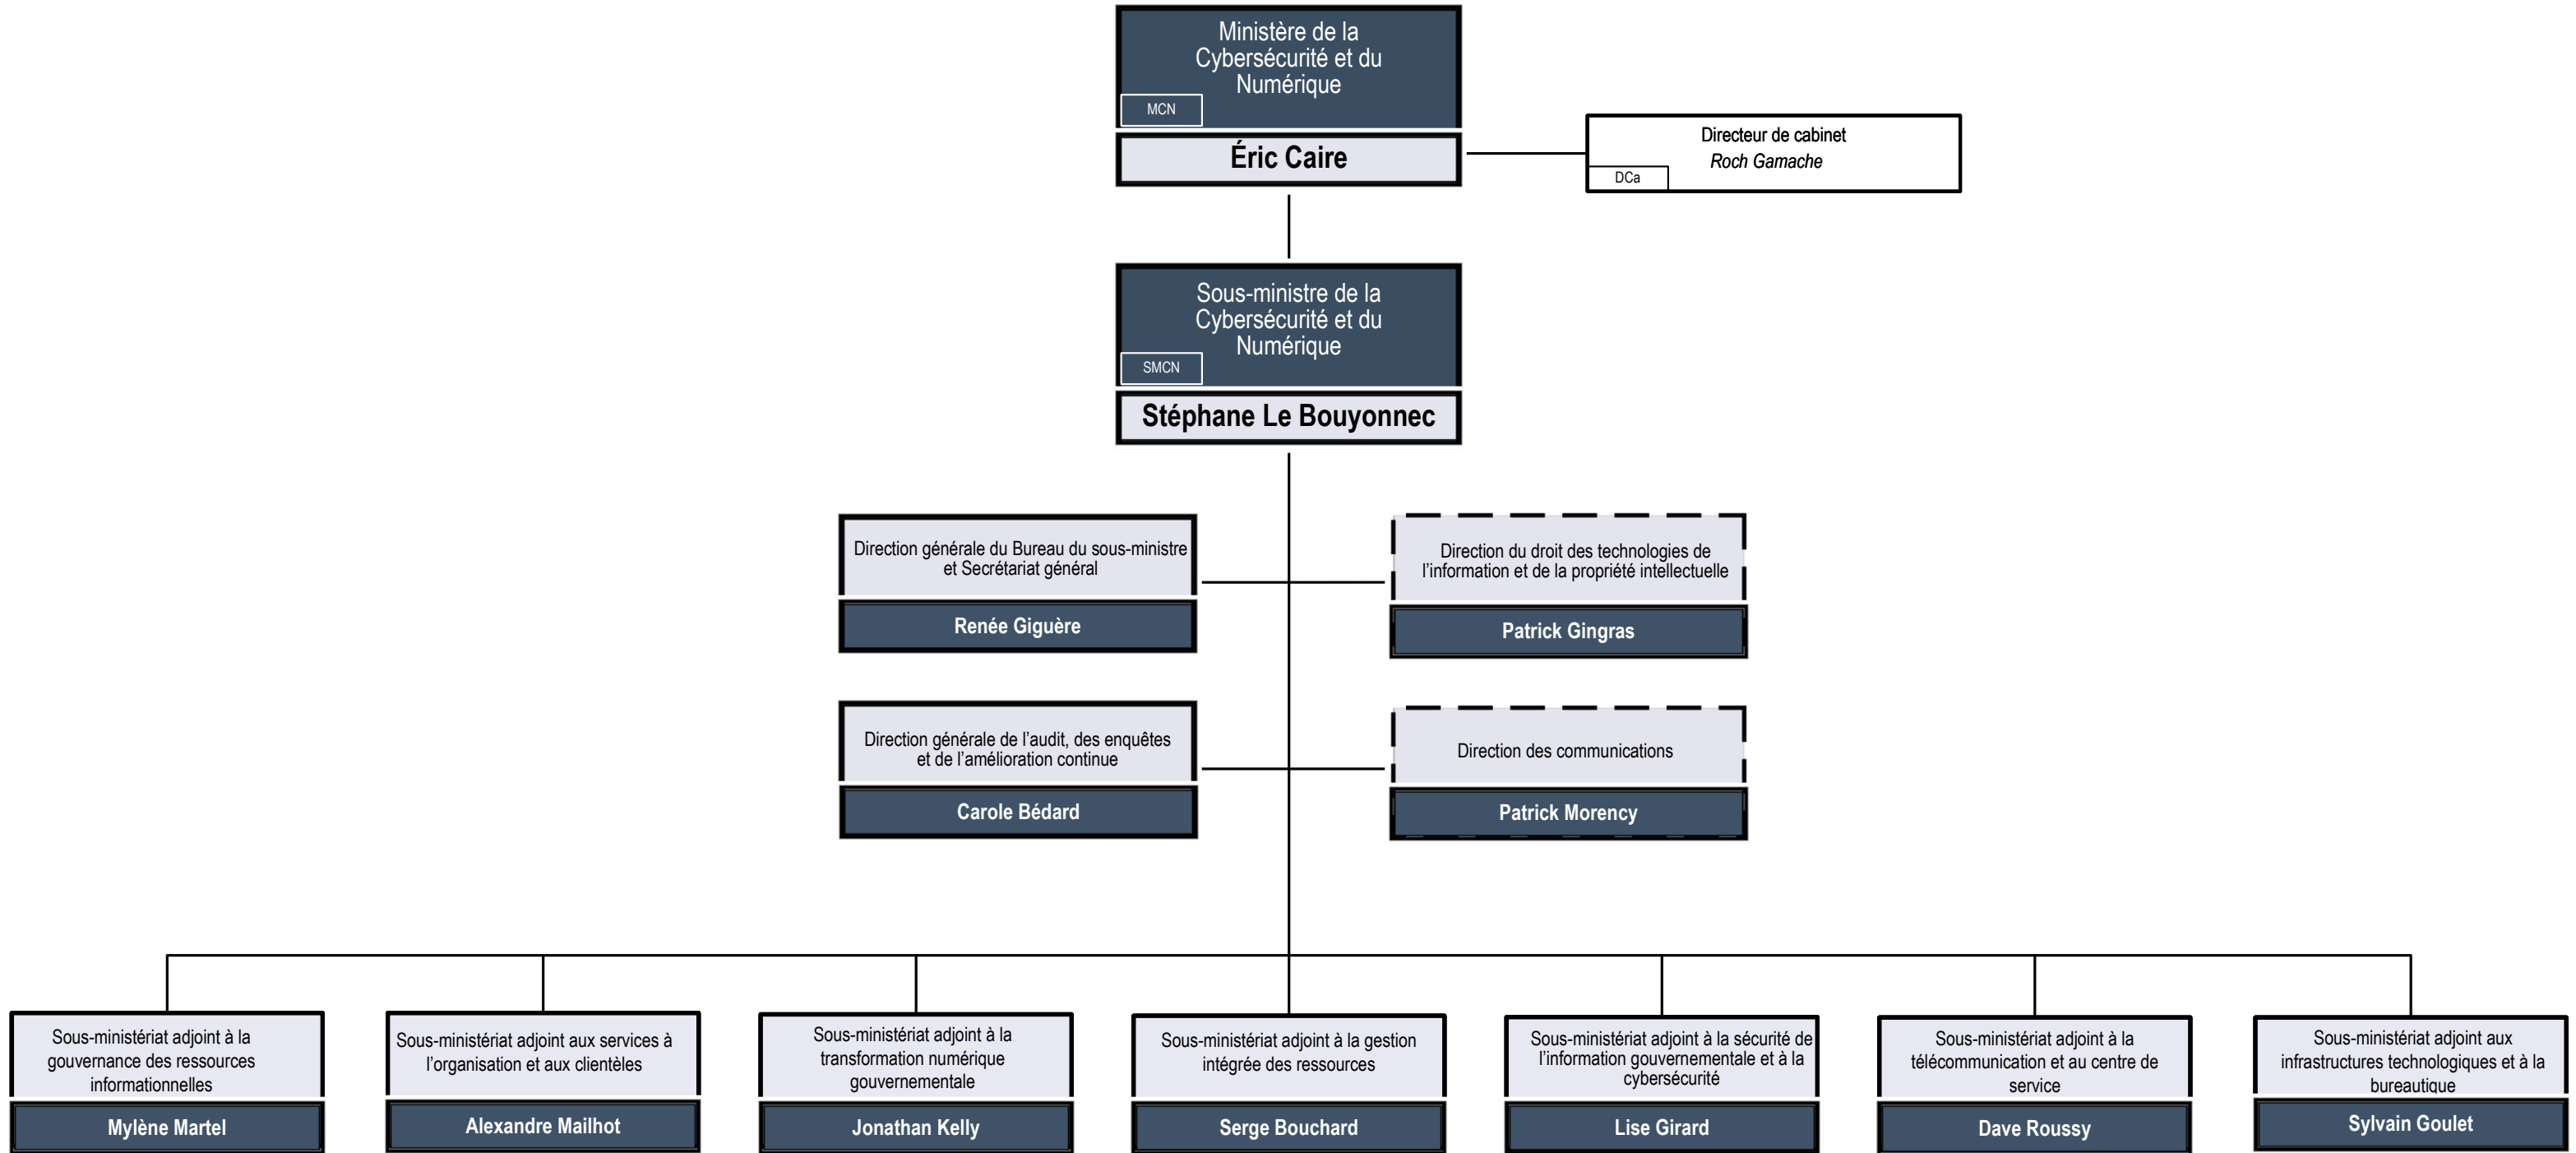 Ministère de la
Cybersécurité et du
Numérique
MCN
Éric Caire
Directeur de cabinet
Roch Gamache
DCa
Sous-ministre de la
Cybersécurité et du
Numérique
SMCN
Stéphane Le Bouyonnec
Direction générale du Bureau du sous-ministre
et Secrétariat général
Renée Giguère
Direction du droit des technologies de
l’information et de la propriété intellectuelle
Patrick Gingras
Direction générale de l’audit, des enquêtes
et de l’amélioration continue
Carole Bédard
Direction des communications
Patrick Morency
Sous-ministériat adjoint à la
gouvernance des ressources
informationnelles
Mylène Martel
Sous-ministériat adjoint aux services à
l’organisation et aux clientèles
Alexandre Mailhot
Sous-ministériat adjoint à la
transformation numérique
gouvernementale
Jonathan Kelly
Sous-ministériat adjoint à la gestion
intégrée des ressources
Serge Bouchard
Sous-ministériat adjoint à la sécurité de
l’information gouvernementale et à la
cybersécurité
Lise Girard
Sous-ministériat adjoint à la
télécommunication et au centre de
service
Dave Roussy
Sous-ministériat adjoint aux
infrastructures technologiques et à la
bureautique
Sylvain Goulet